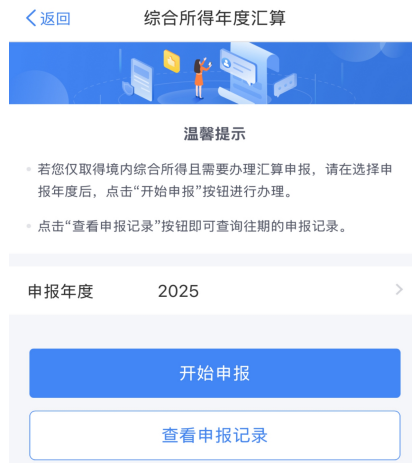 返回 综合所得年度汇算
温馨提示
若您仅取得境内综合所得且需要办理汇算申报，请在选择申
报年度后，点击“开始申报”按钮进行办理。
点击“查看申报记录”按钮即可查询往期的申报记录。
申报年度 2025
开始申报
查看申报记录